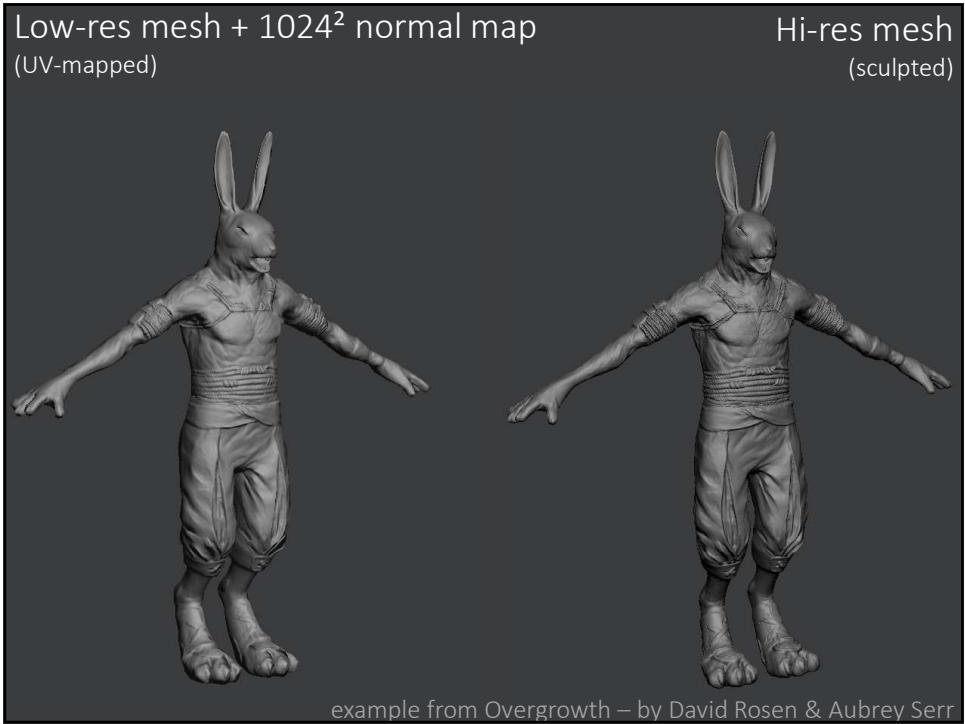 Low-res mesh + 1024² normal map
(UV-mapped)
Hi-res mesh
(sculpted)
example from Overgrowth – by David Rosen & Aubrey Serr